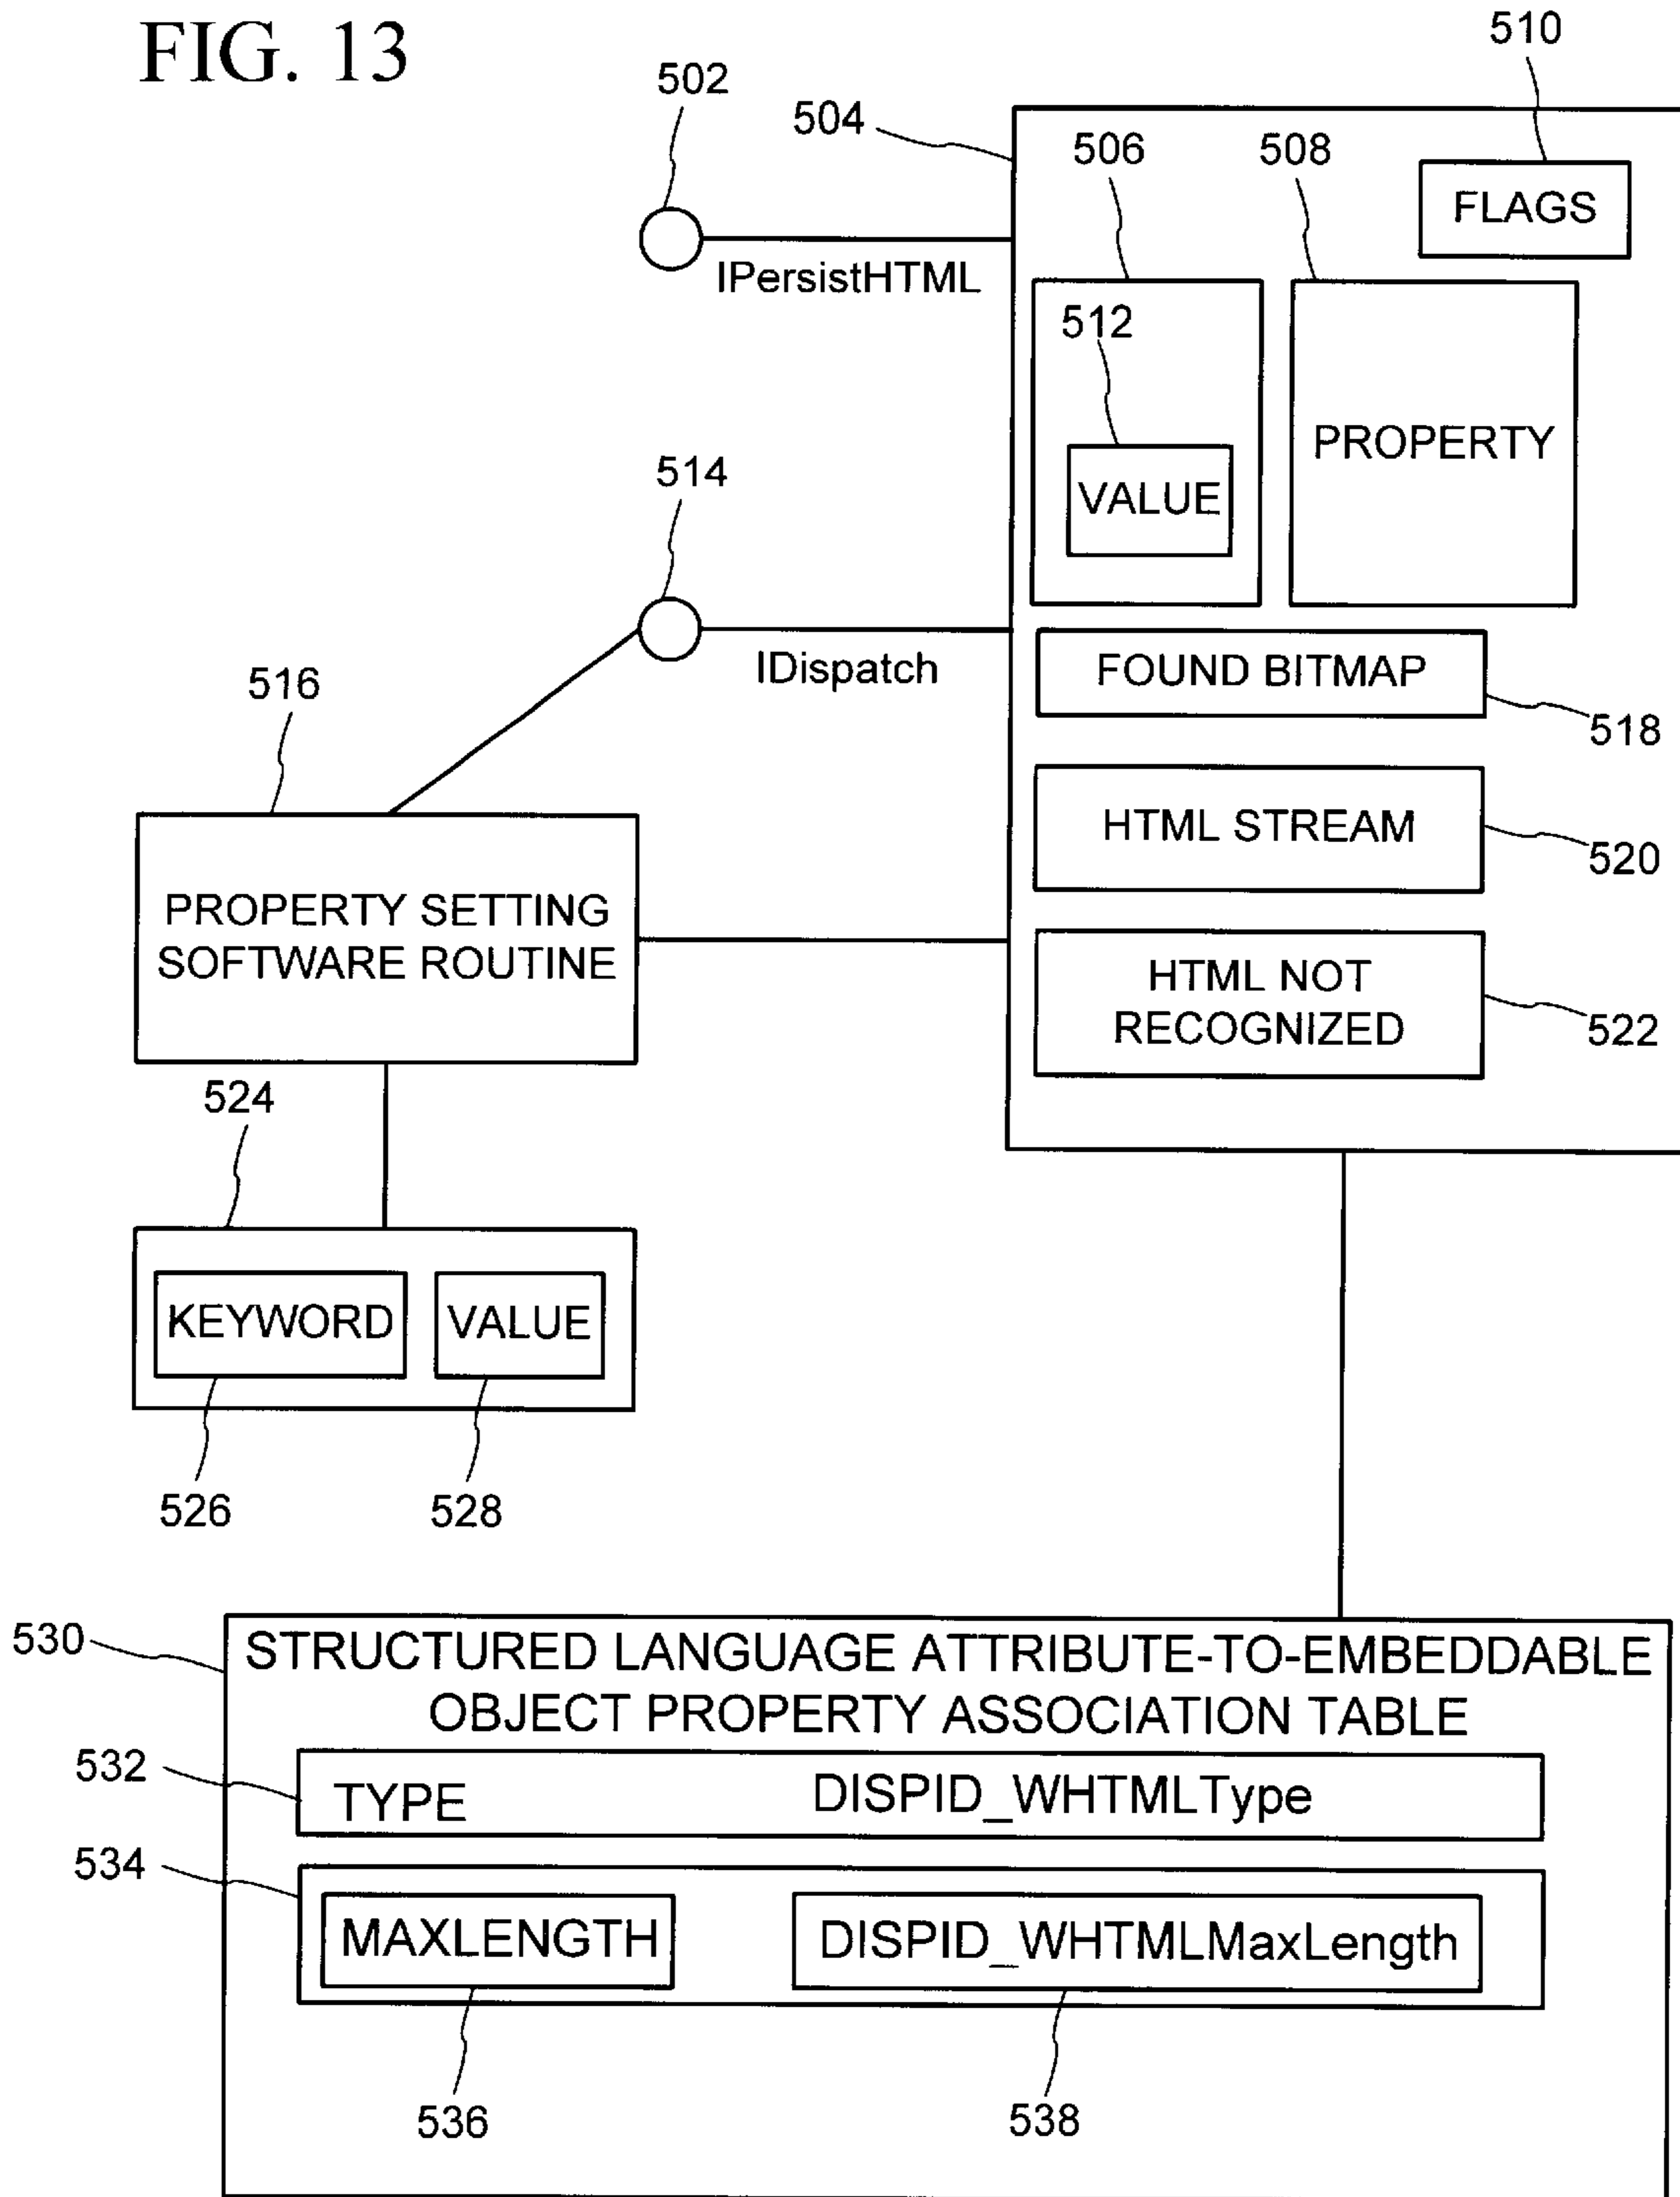 FIG. 13
510
502
504
506
508
FLAGS
IPersistHTML
512
PROPERTY
VALUE
514
IDispatch
FOUND BITMAP
518
516
HTML STREAM
520
PROPERTY SETTING
SOFTWARE ROUTINE
HTML NOT
RECOGNIZED
522
524
KEYWORD
VALUE
526
528
530
STRUCTURED LANGUAGE ATTRIBUTE-TO-EMBEDDABLE
OBJECT PROPERTY ASSOCIATION TABLE
532
TYPE
DISPID_WHTMLType
534
MAXLENGTH
DISPID_WHTMLMaxLength
536
538